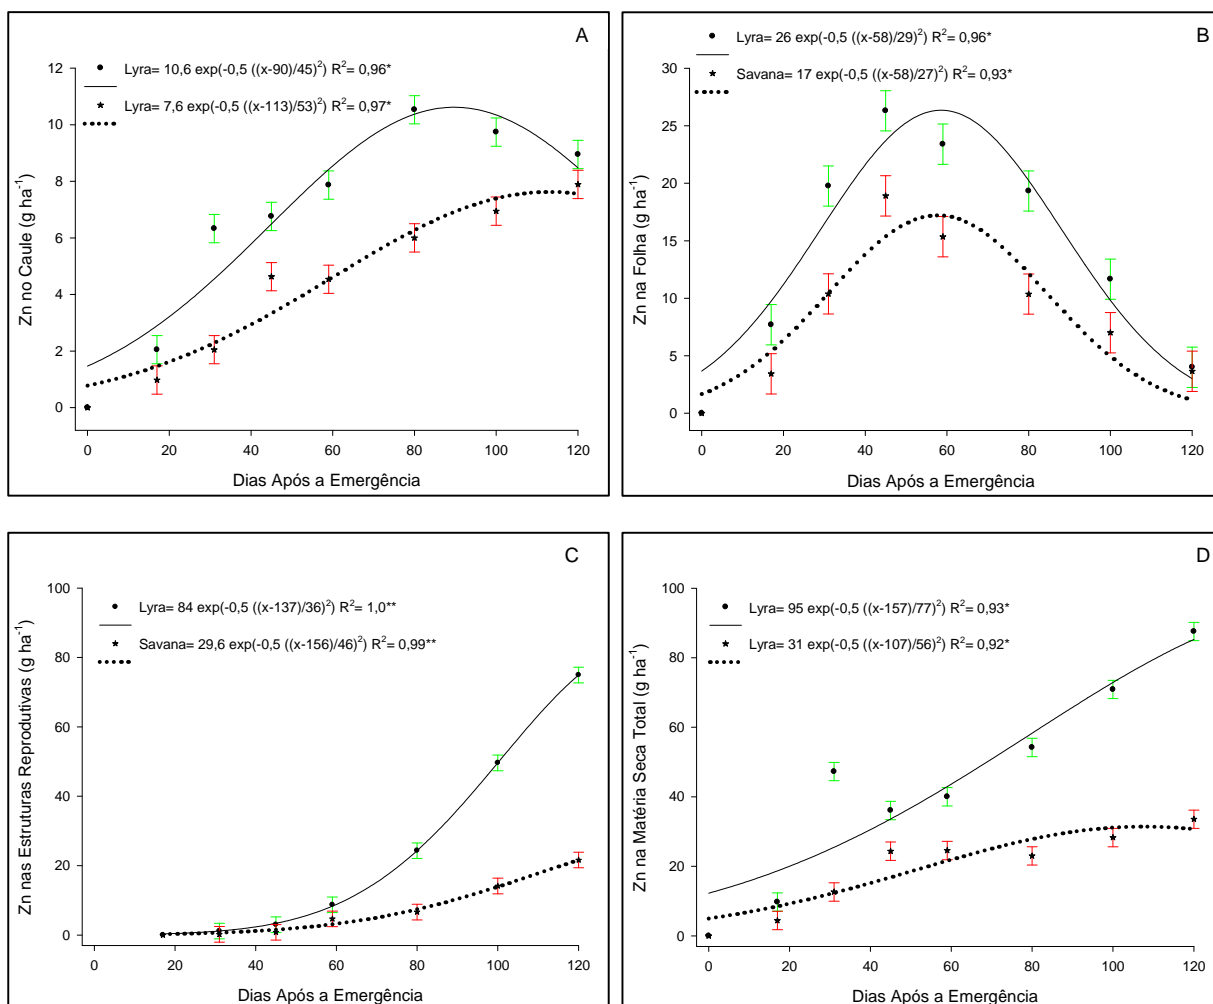 A
Lyra= 10,6 exp(-0,5 ((x-90)/45)²) R²= 0,96*
Lyra= 7,6 exp(-0,5 ((x-113)/53)²) R²= 0,97*
Zn no Caule (g ha⁻¹)
12
10
8
6
4
2
0
0 20 40 60 80 100 120
Dias Após a Emergência
B
Lyra= 26 exp(-0,5 ((x-58)/29)²) R²= 0,96*
Savana= 17 exp(-0,5 ((x-58)/27)²) R²= 0,93*
Zn na Folha (g ha⁻¹)
30
25
20
15
10
5
0
0 20 40 60 80 100 120
Dias Após a Emergência
C
Lyra= 84 exp(-0,5 ((x-137)/36)²) R²= 1,0**
Savana= 29,6 exp(-0,5 ((x-156)/46)²) R²= 0,99**
Zn nas Estruturas Reprodutivas (g ha⁻¹)
100
80
60
40
20
0
0 20 40 60 80 100 120
Dias Após a Emergência
D
Lyra= 95 exp(-0,5 ((x-157)/77)²) R²= 0,93*
Lyra= 31 exp(-0,5 ((x-107)/56)²) R²= 0,92*
Zn na Matéria Seca Total (g ha⁻¹)
100
80
60
40
20
0
0 20 40 60 80 100 120
Dias Após a Emergência